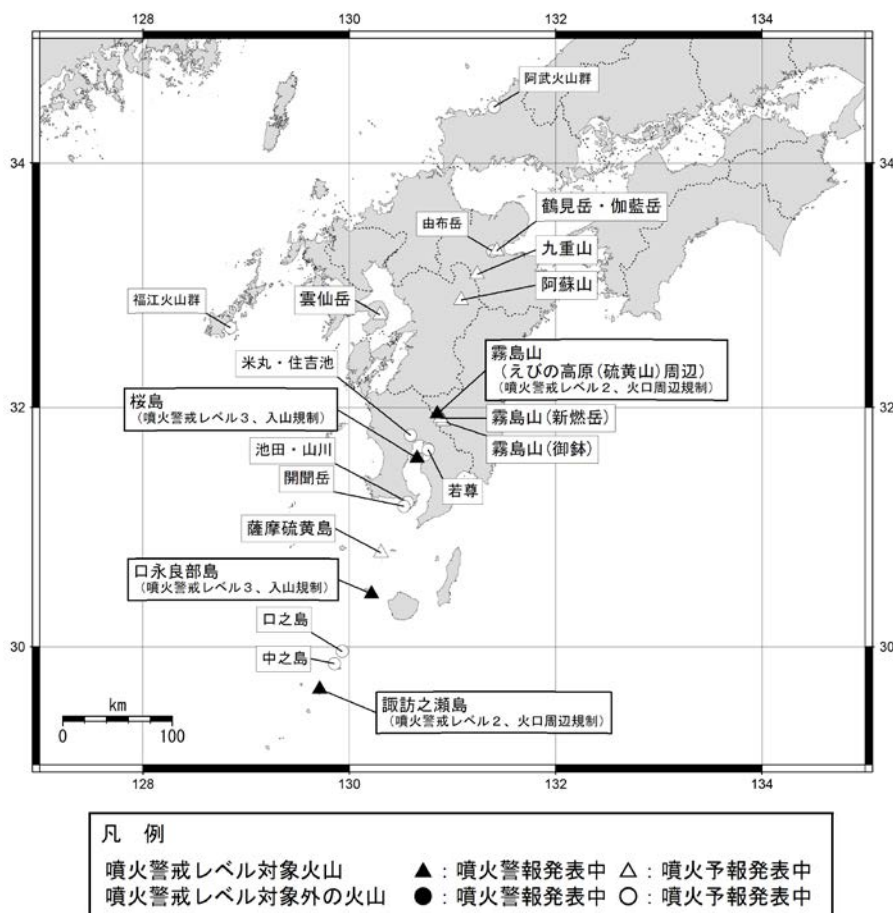 128
130
132
134
阿武火山群
34
34
鶴見岳・伽藍岳
由布岳
九重山
阿蘇山
雲仙岳
福江火山群
米丸・住吉池
霧島山
(えびの高原(硫黄山)周辺)
(噴火警戒レベル2、火口周辺規制)
32
32
桜島
(噴火警戒レベル3、入山規制)
霧島山(新燃岳)
霧島山(御鉢)
池田・山川
開聞岳
若尊
薩摩硫黄島
口永良部島
(噴火警戒レベル3、入山規制)
口之島
30
30
中之島
諏訪之瀬島
(噴火警戒レベル2、火口周辺規制)
km
0 100
128
130
132
134
凡 例
噴火警戒レベル対象火山 ▲:噴火警報発表中 △:噴火予報発表中
噴火警戒レベル対象外の火山 ●:噴火警報発表中 ○:噴火予報発表中